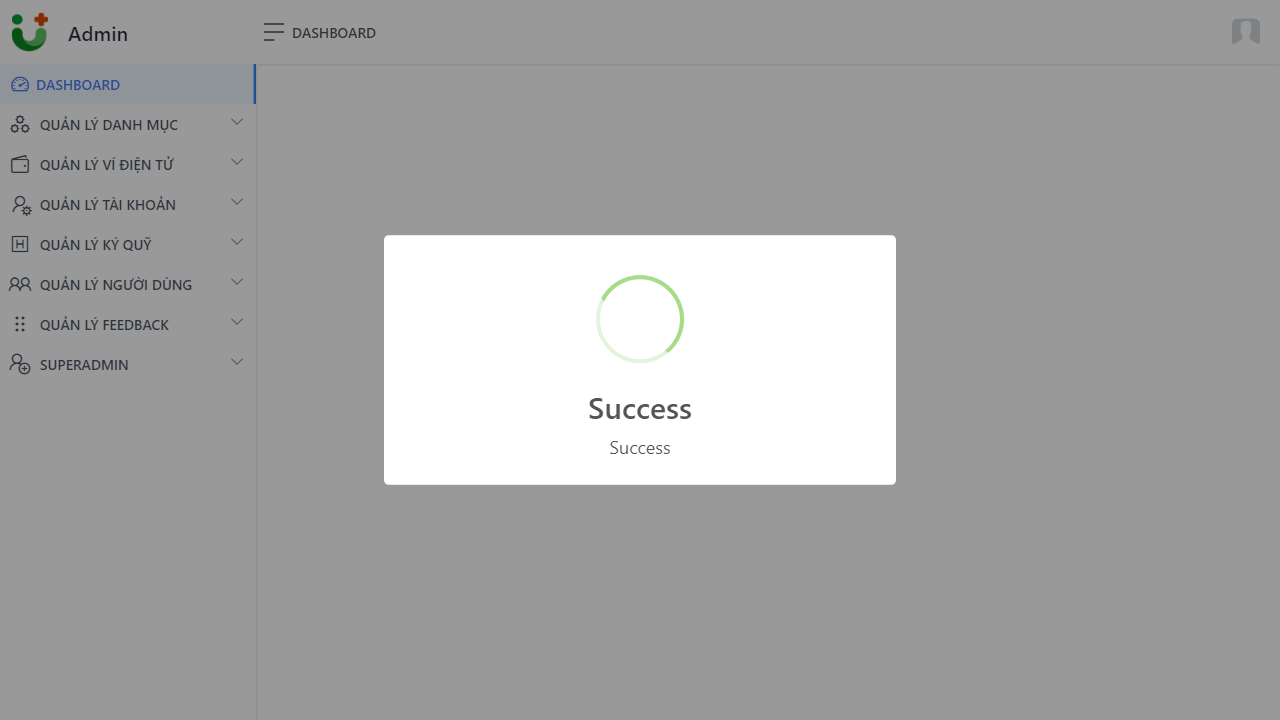 Admin
DASHBOARD
DASHBOARD
QUẢN LÝ DANH MỤC
QUẢN LÝ VÍ ĐIỆN TỬ
QUẢN LÝ TÀI KHOẢN
QUẢN LÝ KÝ QUỸ
QUẢN LÝ NGƯỜI DÙNG
QUẢN LÝ FEEDBACK
SUPERADMIN
Success
Success